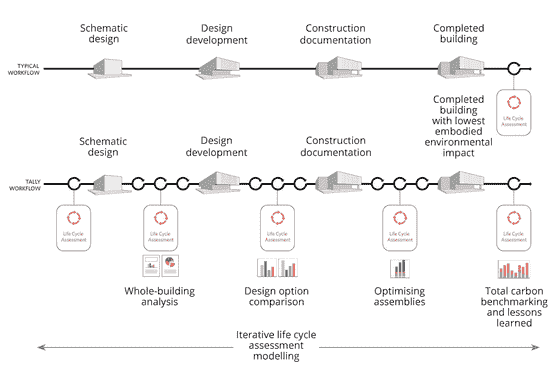 Schematic
design
Design
development
Construction
documentation
Completed
building
TYPICAL
WORKFLOW
Life Cycle
Assessment
Schematic
design
Design
development
Construction
documentation
Completed
building
with lowest
embodied
environmental
impact
TALLY
WORKFLOW
Life Cycle
Assessment
Life Cycle
Assessment
Life Cycle
Assessment
Life Cycle
Assessment
Life Cycle
Assessment
Whole-building
analysis
Design option
comparison
Optimising
assemblies
Total carbon
benchmarking
and lessons
learned
Iterative life cycle
assessment
modelling